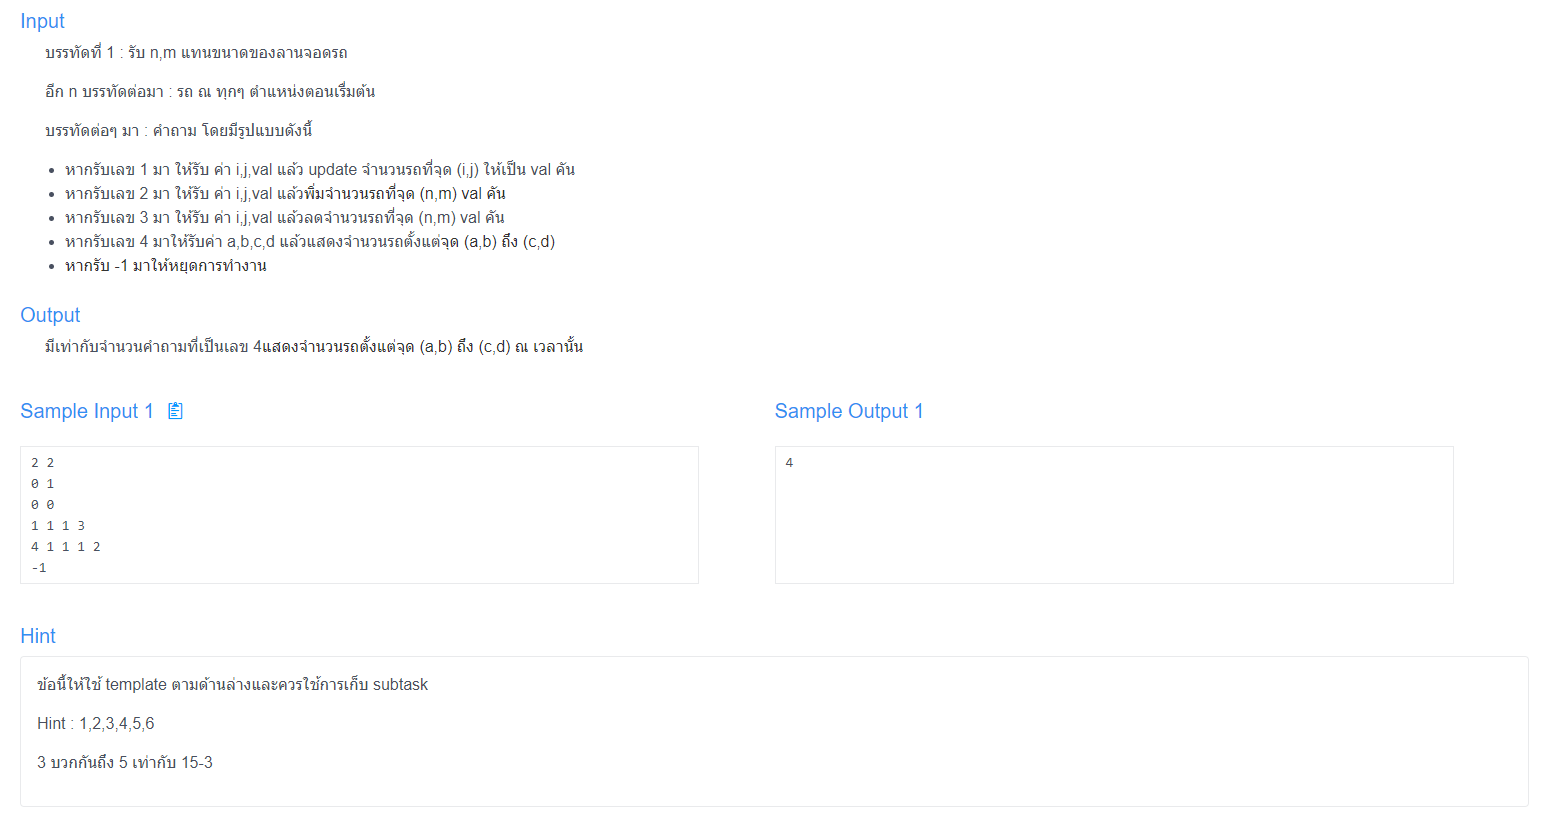 Input
บรรทัดที่ 1 : รับ n,m แทนขนาดของลานจอดรถ
อีก n บรรทัดต่อมา : รถ ณ ทุกๆ ตำแหน่งตอนเริ่มต้น
บรรทัดต่อๆ มา : คำถาม โดยมีรูปแบบดังนี้
• หากรับเลข 1 มา ให้รับ ค่า i,j,val แล้ว update จำนวนรถที่จุด (i,j) ให้เป็น val คัน
• หากรับเลข 2 มา ให้รับ ค่า i,j,val แล้วพิ่มจำนวนรถที่จุด (n,m) val คัน
• หากรับเลข 3 มา ให้รับ ค่า i,j,val แล้วลดจำนวนรถที่จุด (n,m) val คัน
• หากรับเลข 4 มาให้รับค่า a,b,c,d แล้วแสดงจำนวนรถตั้งแต่จุด (a,b) ถึง (c,d)
• หากรับ -1 มาให้หยุดการทำงาน
Output
มีเท่ากับจำนวนคำถามที่เป็นเลข 4แสดงจำนวนรถตั้งแต่จุด (a,b) ถึง (c,d) ณ เวลานั้น
Sample Input 1
2 2
0 1
0 0
1 1 1 3
4 1 1 1 2
-1
Sample Output 1
4
Hint
ข้อนี้ให้ใช้ template ตามด้านล่างและควรใช้การเก็บ subtask
Hint : 1,2,3,4,5,6
3 บวกกันถึง 5 เท่ากับ 15-3